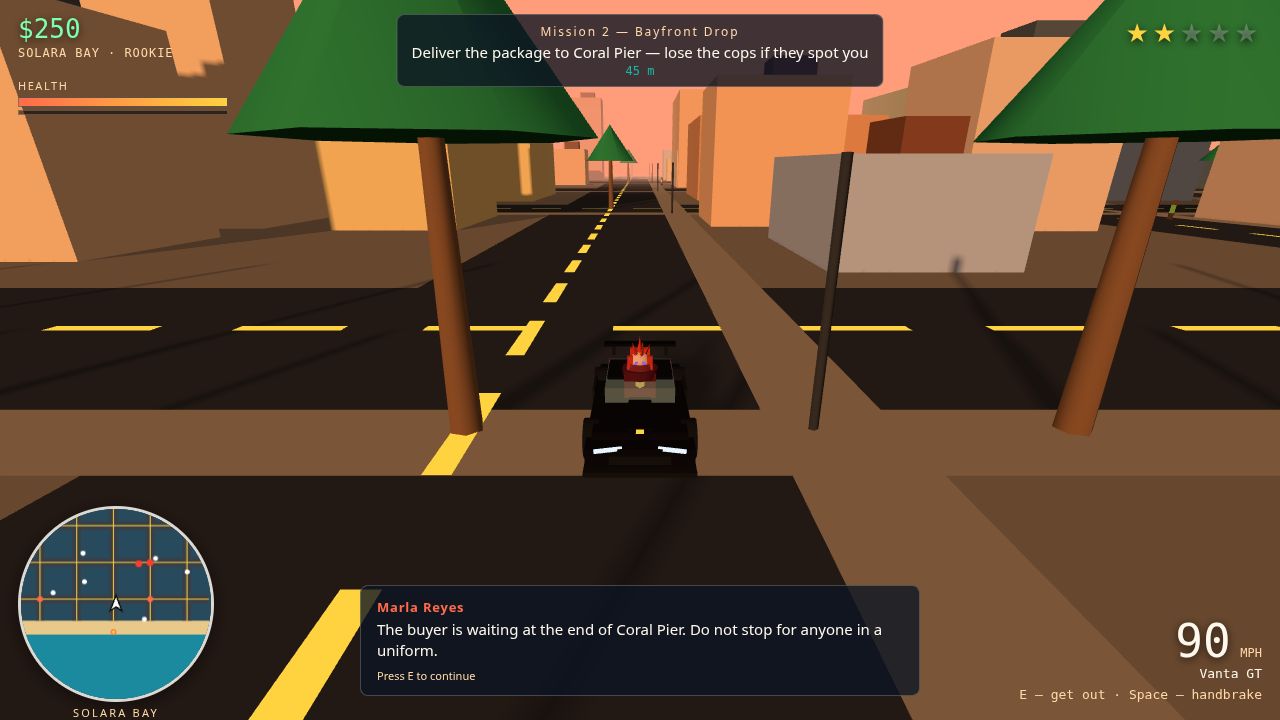 $250
SOLARA BAY · ROOKIE
HEALTH
Mission 2 — Bayfront Drop
Deliver the package to Coral Pier — lose the cops if they spot you
45 m
★★★★★
Marla Reyes
The buyer is waiting at the end of Coral Pier. Do not stop for anyone in a
uniform.
Press E to continue
90 MPH
Vanta GT
E — get out · Space — handbrake
SOLARA BAY